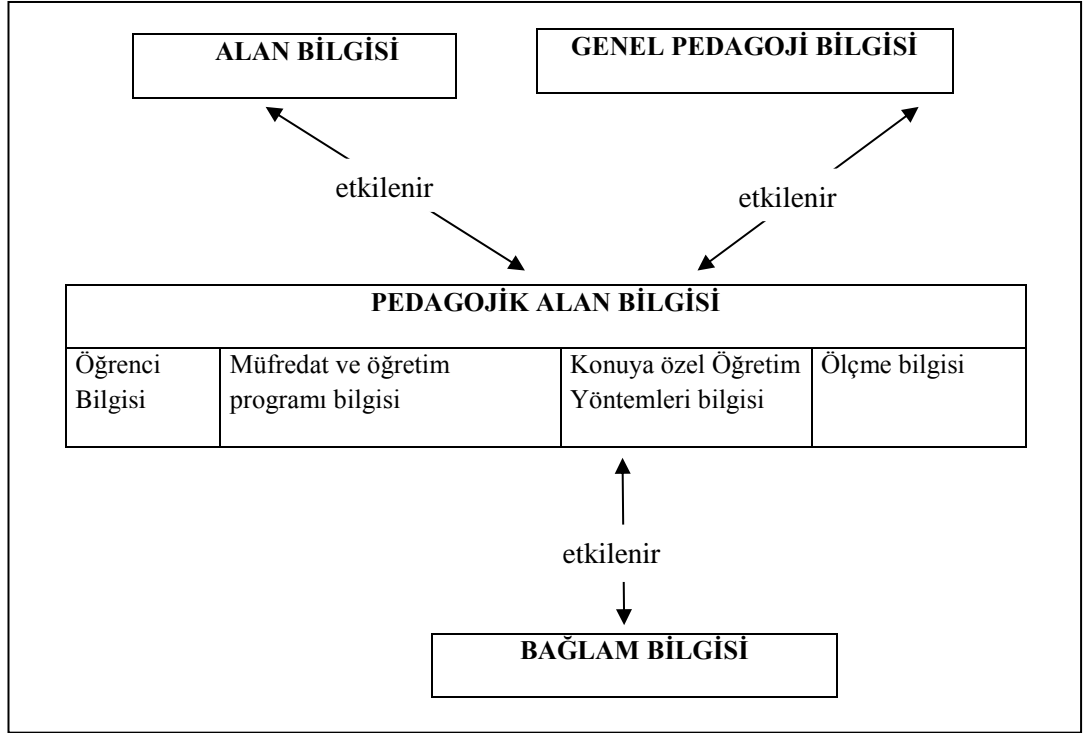 ALAN BİLGİSİ
GENEL PEDAGOJİ BİLGİSİ
etkilenir
etkilenir
PEDAGOJİK ALAN BİLGİSİ
Öğrenci
Bilgisi
Müfredat ve öğretim
programı bilgisi
Konuya özel Öğretim
Yöntemleri bilgisi
Ölçme bilgisi
etkilenir
BAĞLAM BİLGİSİ